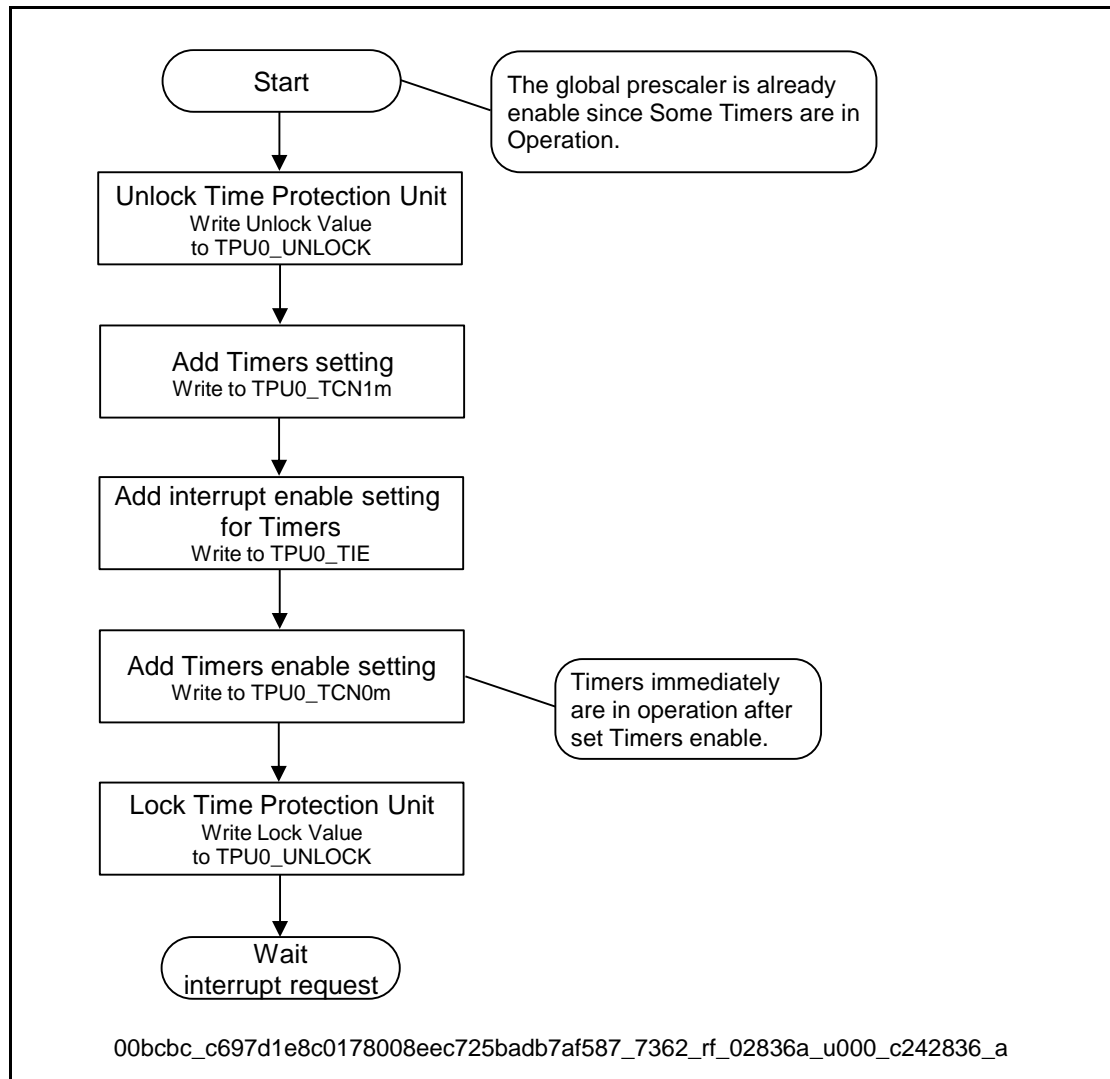 Start
The global prescaler is already
enable since Some Timers are in
Operation.
Unlock Time Protection Unit
Write Unlock Value
to TPU0_UNLOCK
Add Timers setting
Write to TPU0_TCN1m
Add interrupt enable setting
for Timers
Write to TPU0_TIE
Add Timers enable setting
Write to TPU0_TCN0m
Timers immediately
are in operation after
set Timers enable.
Lock Time Protection Unit
Write Lock Value
to TPU0_UNLOCK
Wait
interrupt request
00bcbc_c697d1e8c0178008eec725badb7af587_7362_rf_02836a_u000_c242836_a